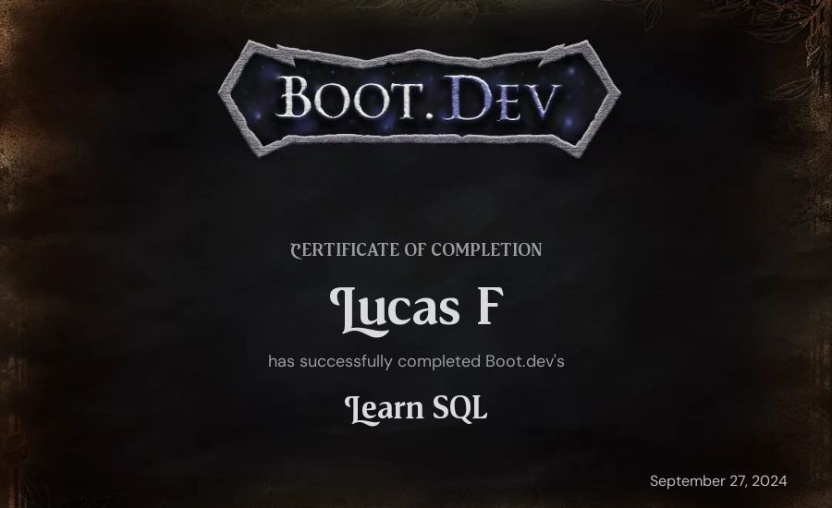 BOOT.DEV
CERTIFICATE OF COMPLETION
Lucas F
has successfully completed Boot.dev's
Learn SQL
September 27, 2024